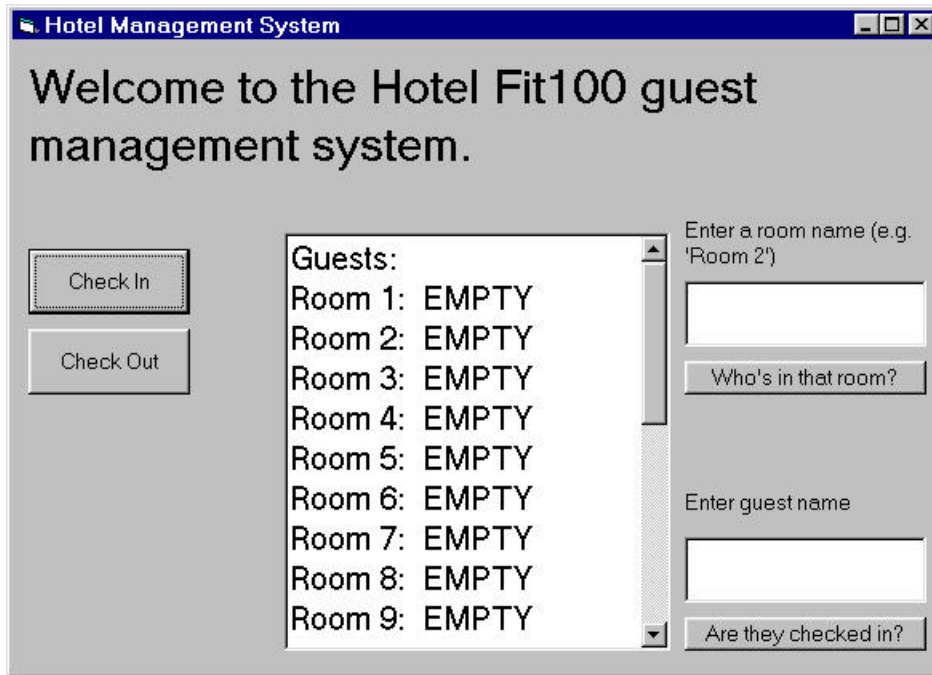 Hotel Management System
Welcome to the Hotel Fit100 guest
management system.
Check In
Check Out
Guests:
Room 1: EMPTY
Room 2: EMPTY
Room 3: EMPTY
Room 4: EMPTY
Room 5: EMPTY
Room 6: EMPTY
Room 7: EMPTY
Room 8: EMPTY
Room 9: EMPTY
Enter a room name (e.g.
'Room 2')
Who's in that room?
Enter guest name
Are they checked in?